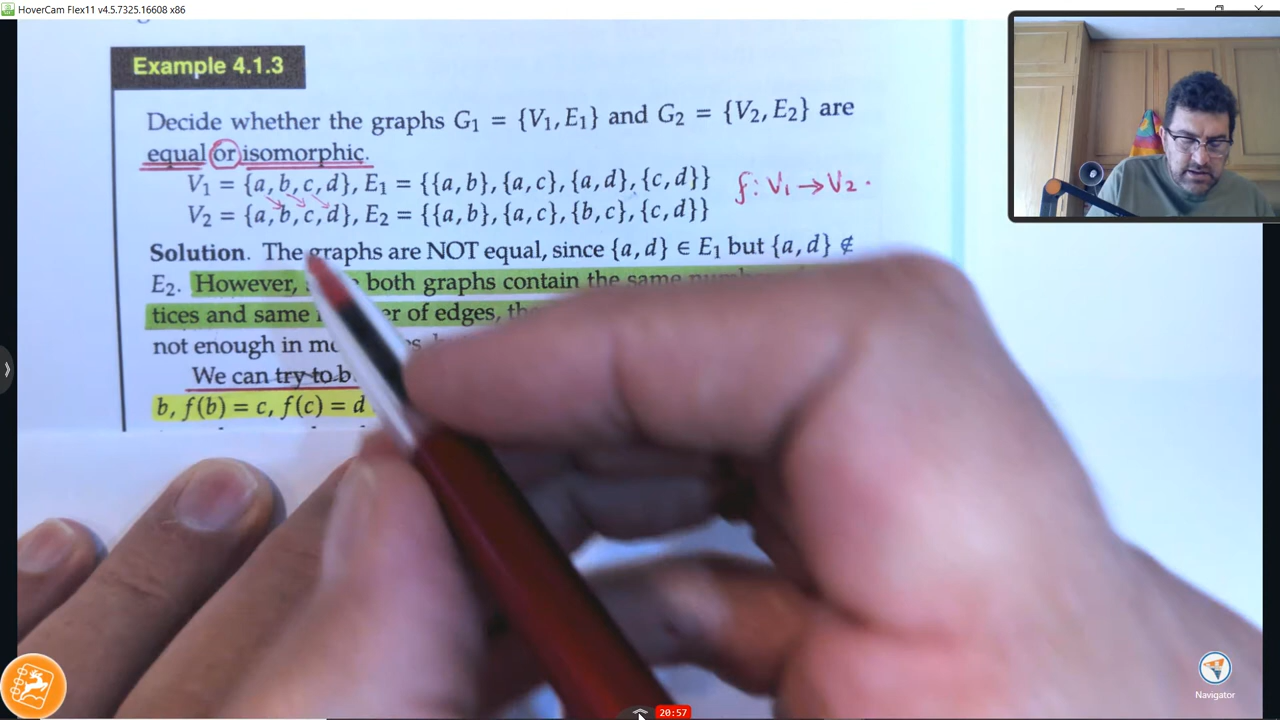 HoverCam Flex11 v4.5.7325.16608 x86
Example 4.1.3
Decide whether the graphs G₁ = {V₁, E₁} and G₂ = {V₂, E₂} are
equal or isomorphic.
V₁ = {a, b, c, d}, E₁ = {{a, b}, {a, c}, {a, d}, {c, d}}
f: V₁ → V₂ .
V₂ = {a, b, c, d}, E₂ = {{a, b}, {a, c}, {b, c}, {c, d}}
Solution. The graphs are NOT equal, since {a, d} ∈ E₁ but {a, d} ∉
E₂. However, both graphs contain the same
tices and same of edges,
not enough in
We can try to b
b, f(b) = c, f(c) = d
Navigator
20:57